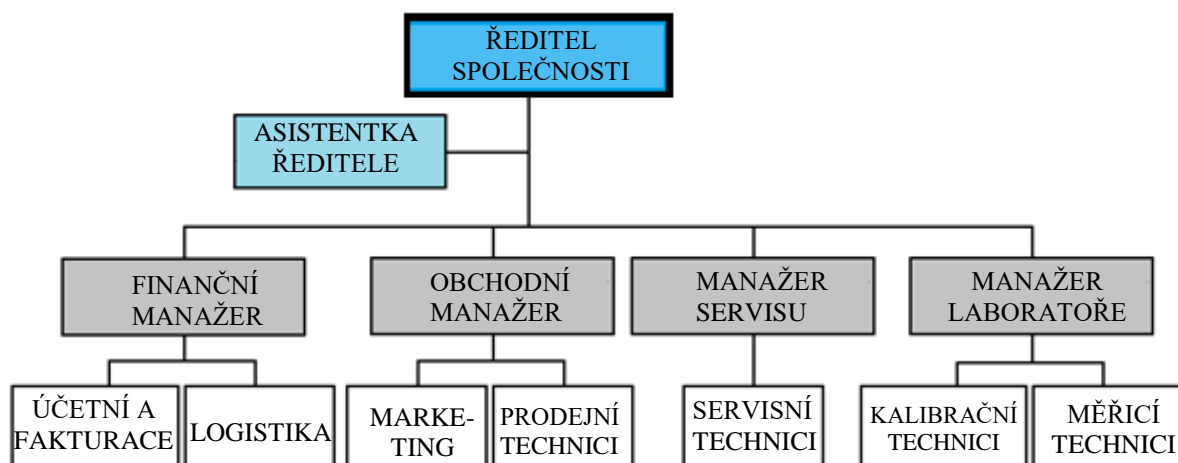 ŘEDITEL
SPOLEČNOSTI
ASISTENTKA
ŘEDITELE
FINANČNÍ
MANAŽER
OBCHODNÍ
MANAŽER
MANAŽER
SERVISU
MANAŽER
LABORATOŘE
ÚČETNÍ A
FAKTURACE
LOGISTIKA
MARKE-
TING
PRODEJNÍ
TECHNICI
SERVISNÍ
TECHNICI
KALIBRAČNÍ
TECHNICI
MĚŘICÍ
TECHNICI